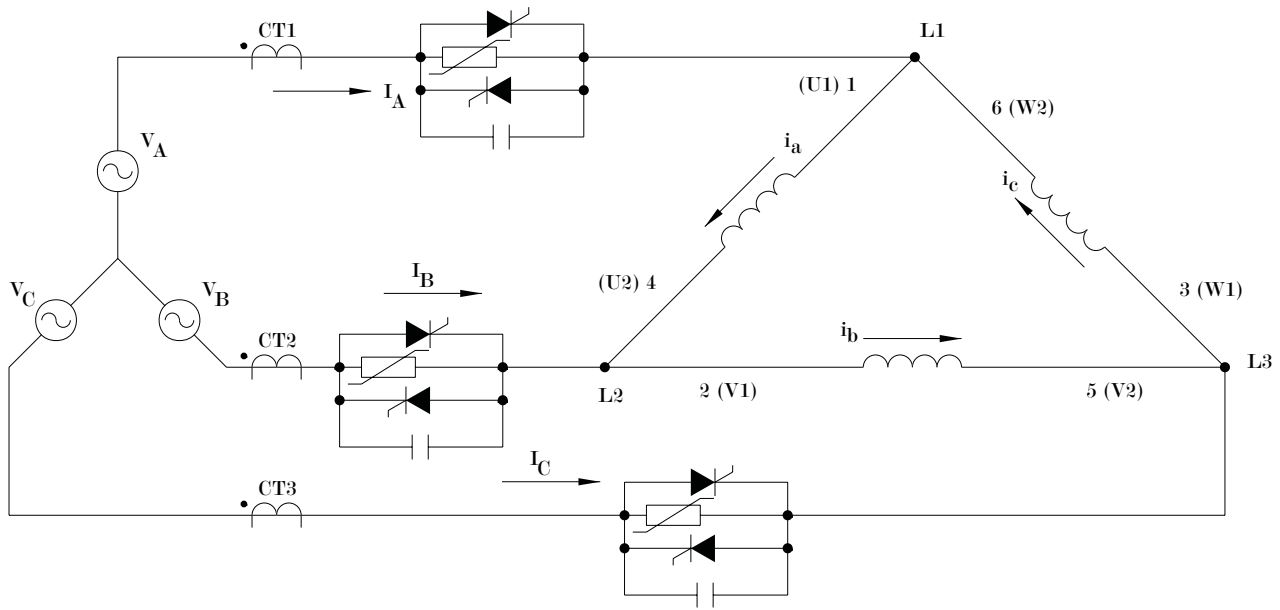 CT1
L1
I_A
(U1) 1
6 (W2)
V_A
i_a
i_c
I_B
(U2) 4
3 (W1)
V_C
V_B
CT2
i_b
L3
L2
2 (V1)
5 (V2)
I_C
CT3